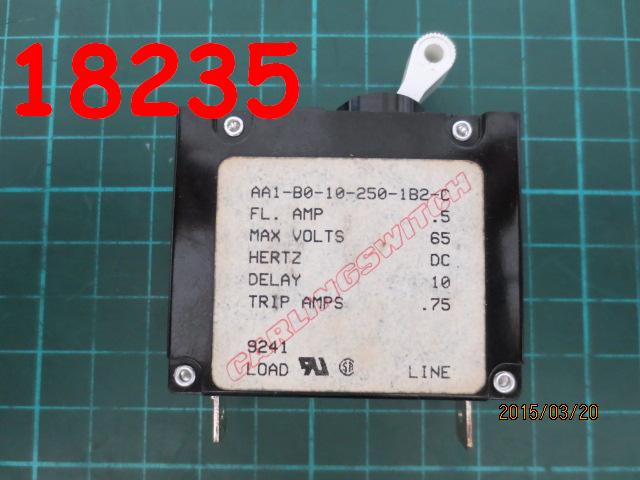 18235
AA1-B0-10-250-1B2-C
FL. AMP .5
MAX VOLTS 65
HERTZ DC
DELAY 10
TRIP AMPS .75
CARLINGSWITCH
9241
LOAD LINE
2015/03/20